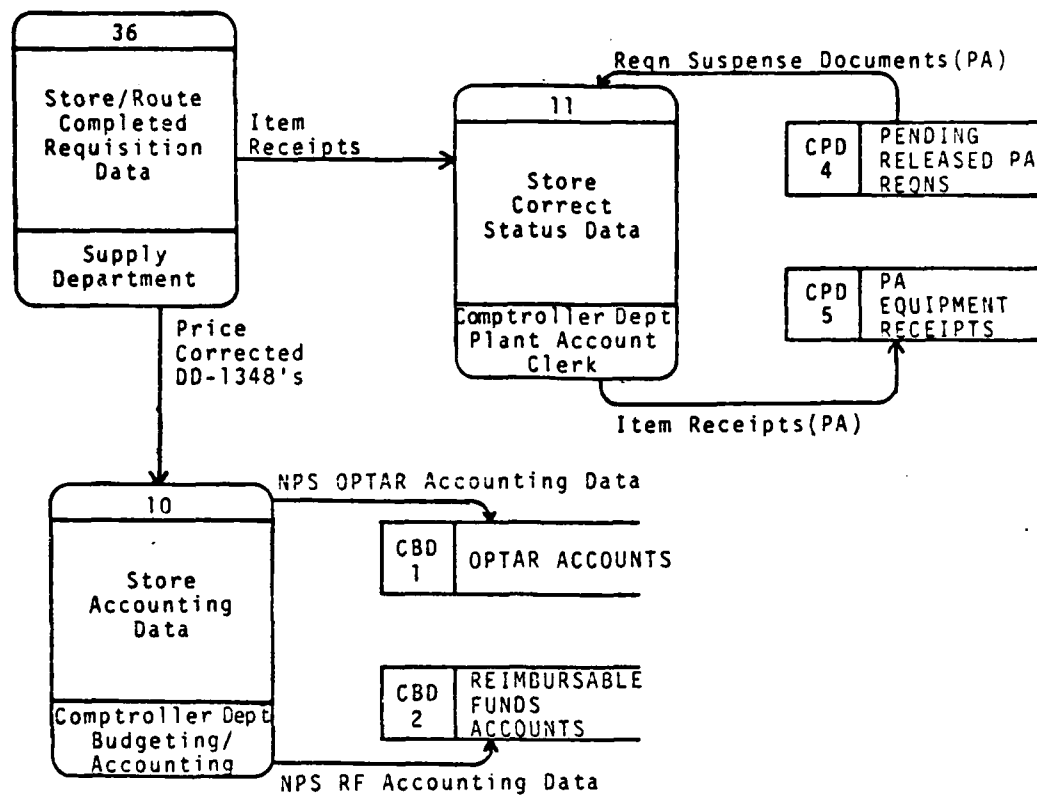 36
Store/Route
Completed
Requisition
Data
Supply
Department
Item
Receipts
Reqn Suspense Documents(PA)
11
Store
Correct
Status Data
Comptroller Dept
Plant Account
Clerk
CPD
4
PENDING
RELEASED PA
REQNS
CPD
5
PA
EQUIPMENT
RECEIPTS
Item Receipts(PA)
Price
Corrected
DD-1348's
10
Store
Accounting
Data
Comptroller Dept
Budgeting/
Accounting
NPS OPTAR Accounting Data
CBD
1
OPTAR ACCOUNTS
CBD
2
REIMBURSABLE
FUNDS
ACCOUNTS
NPS RF Accounting Data